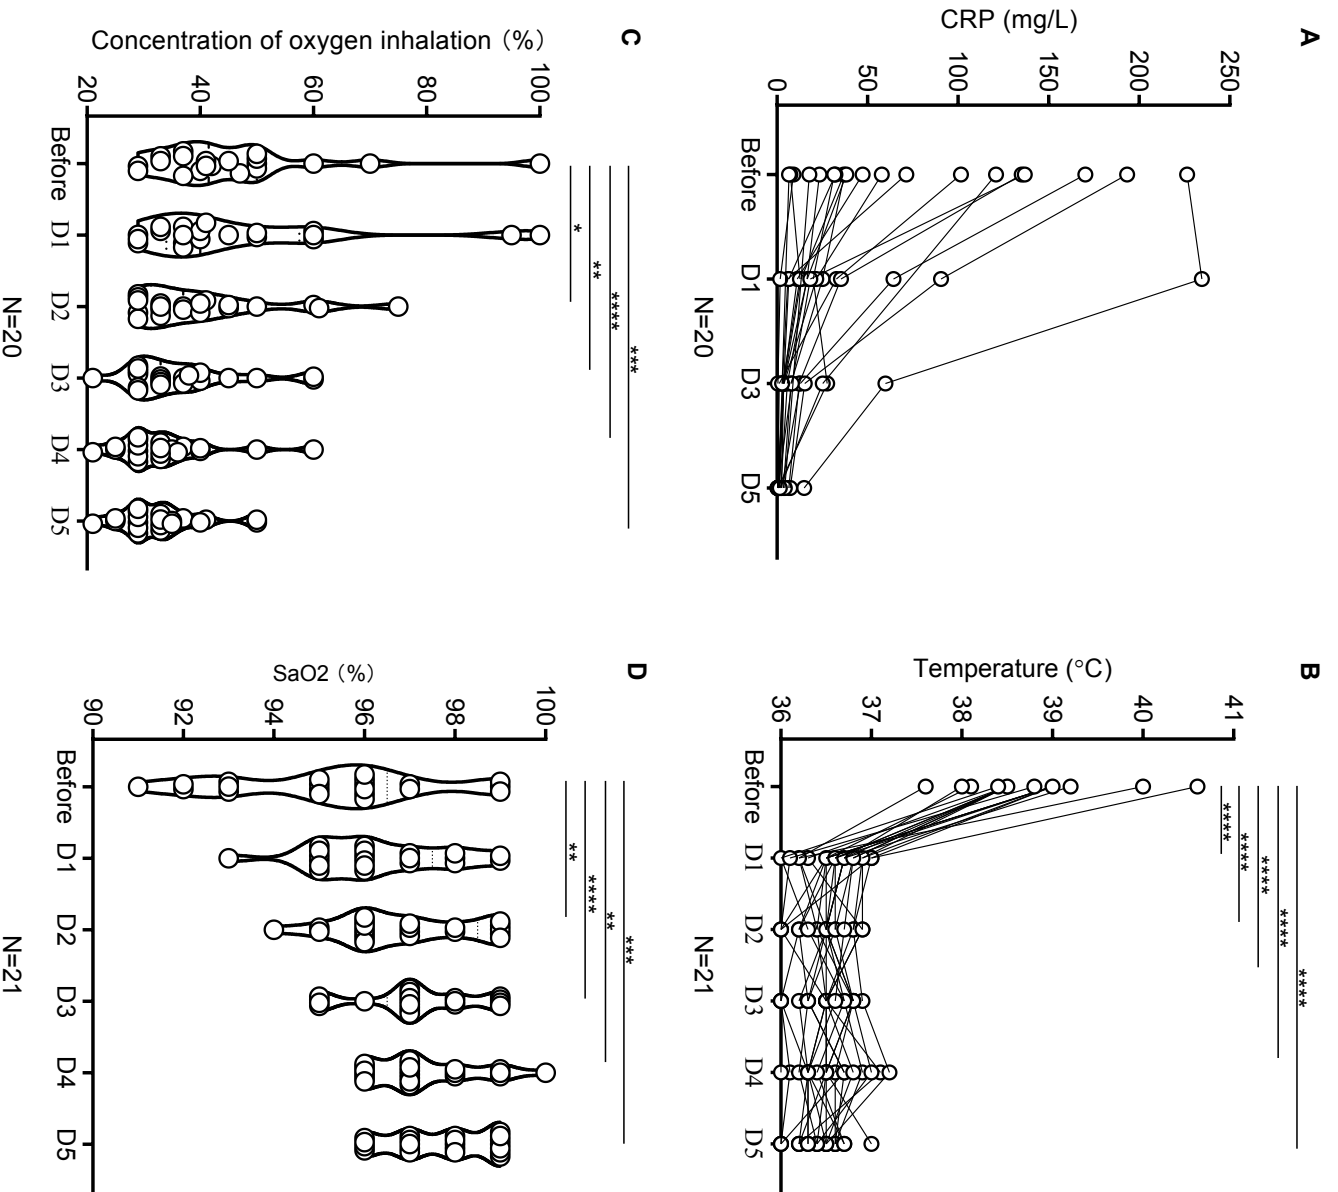 A
CRP (mg/L)
250
200
150
100
50
0
Before
D1
D3
D5
N=20
B
Temperature (°C)
41
40
39
38
37
36
Before
D1
D2
D3
D4
D5
****
****
****
****
****
N=21
C
Concentration of oxygen inhalation (%)
100
80
60
40
20
Before
D1
D2
D3
D4
D5
*
**
****
***
N=20
D
SaO2 (%)
100
98
96
94
92
90
Before
D1
D2
D3
D4
D5
**
****
**
***
N=21